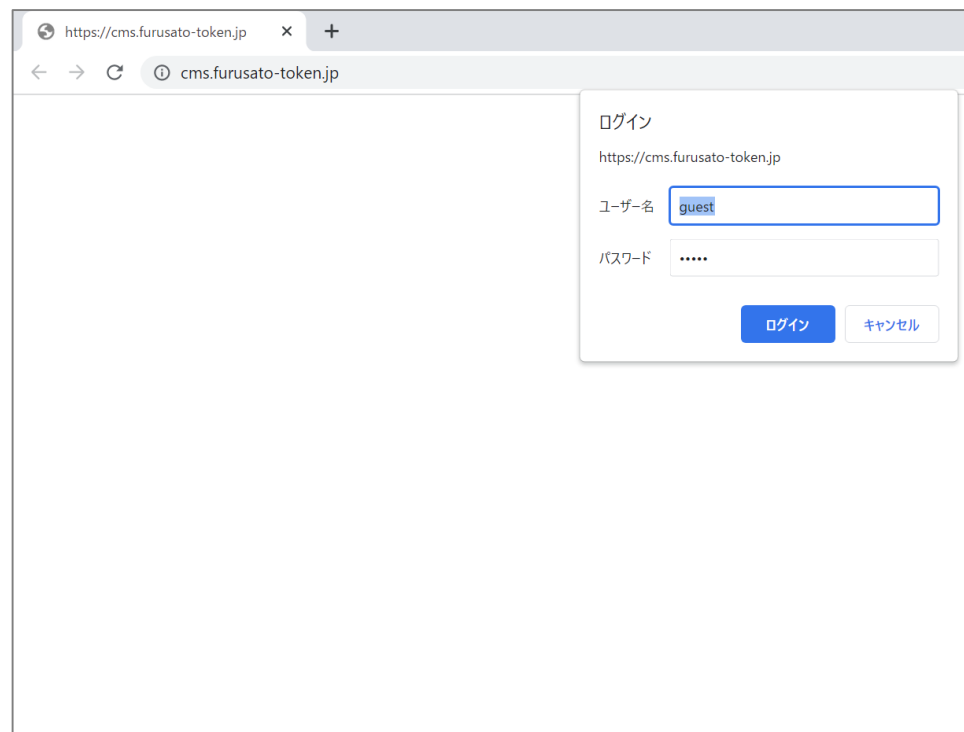 https://cms.furusato-token.jp
cms.furusato-token.jp
ログイン
https://cms.furusato-token.jp
ユーザー名 guest
パスワード •••••
ログイン キャンセル